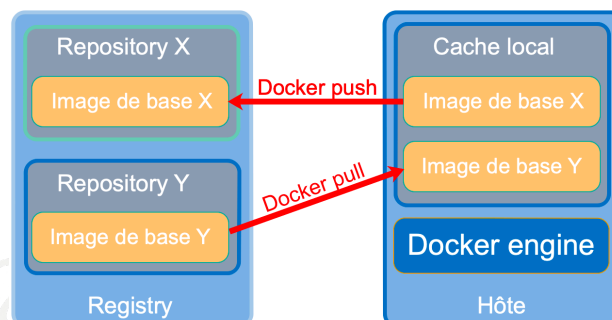 Repository X
Image de base X
Repository Y
Image de base Y
Registry
Docker push
Docker pull
Cache local
Image de base X
Image de base Y
Docker engine
Hôte